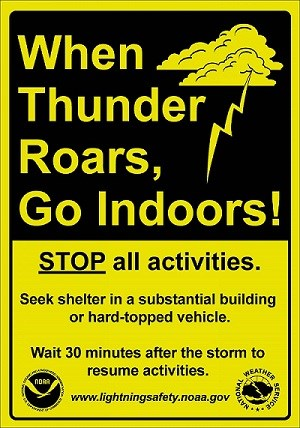 When
Thunder
Roars,
Go Indoors!
STOP all activities.
Seek shelter in a substantial building
or hard-topped vehicle.
Wait 30 minutes after the storm to
resume activities.
NOAA
www.lightningsafety.noaa.gov
NATIONAL WEATHER SERVICE